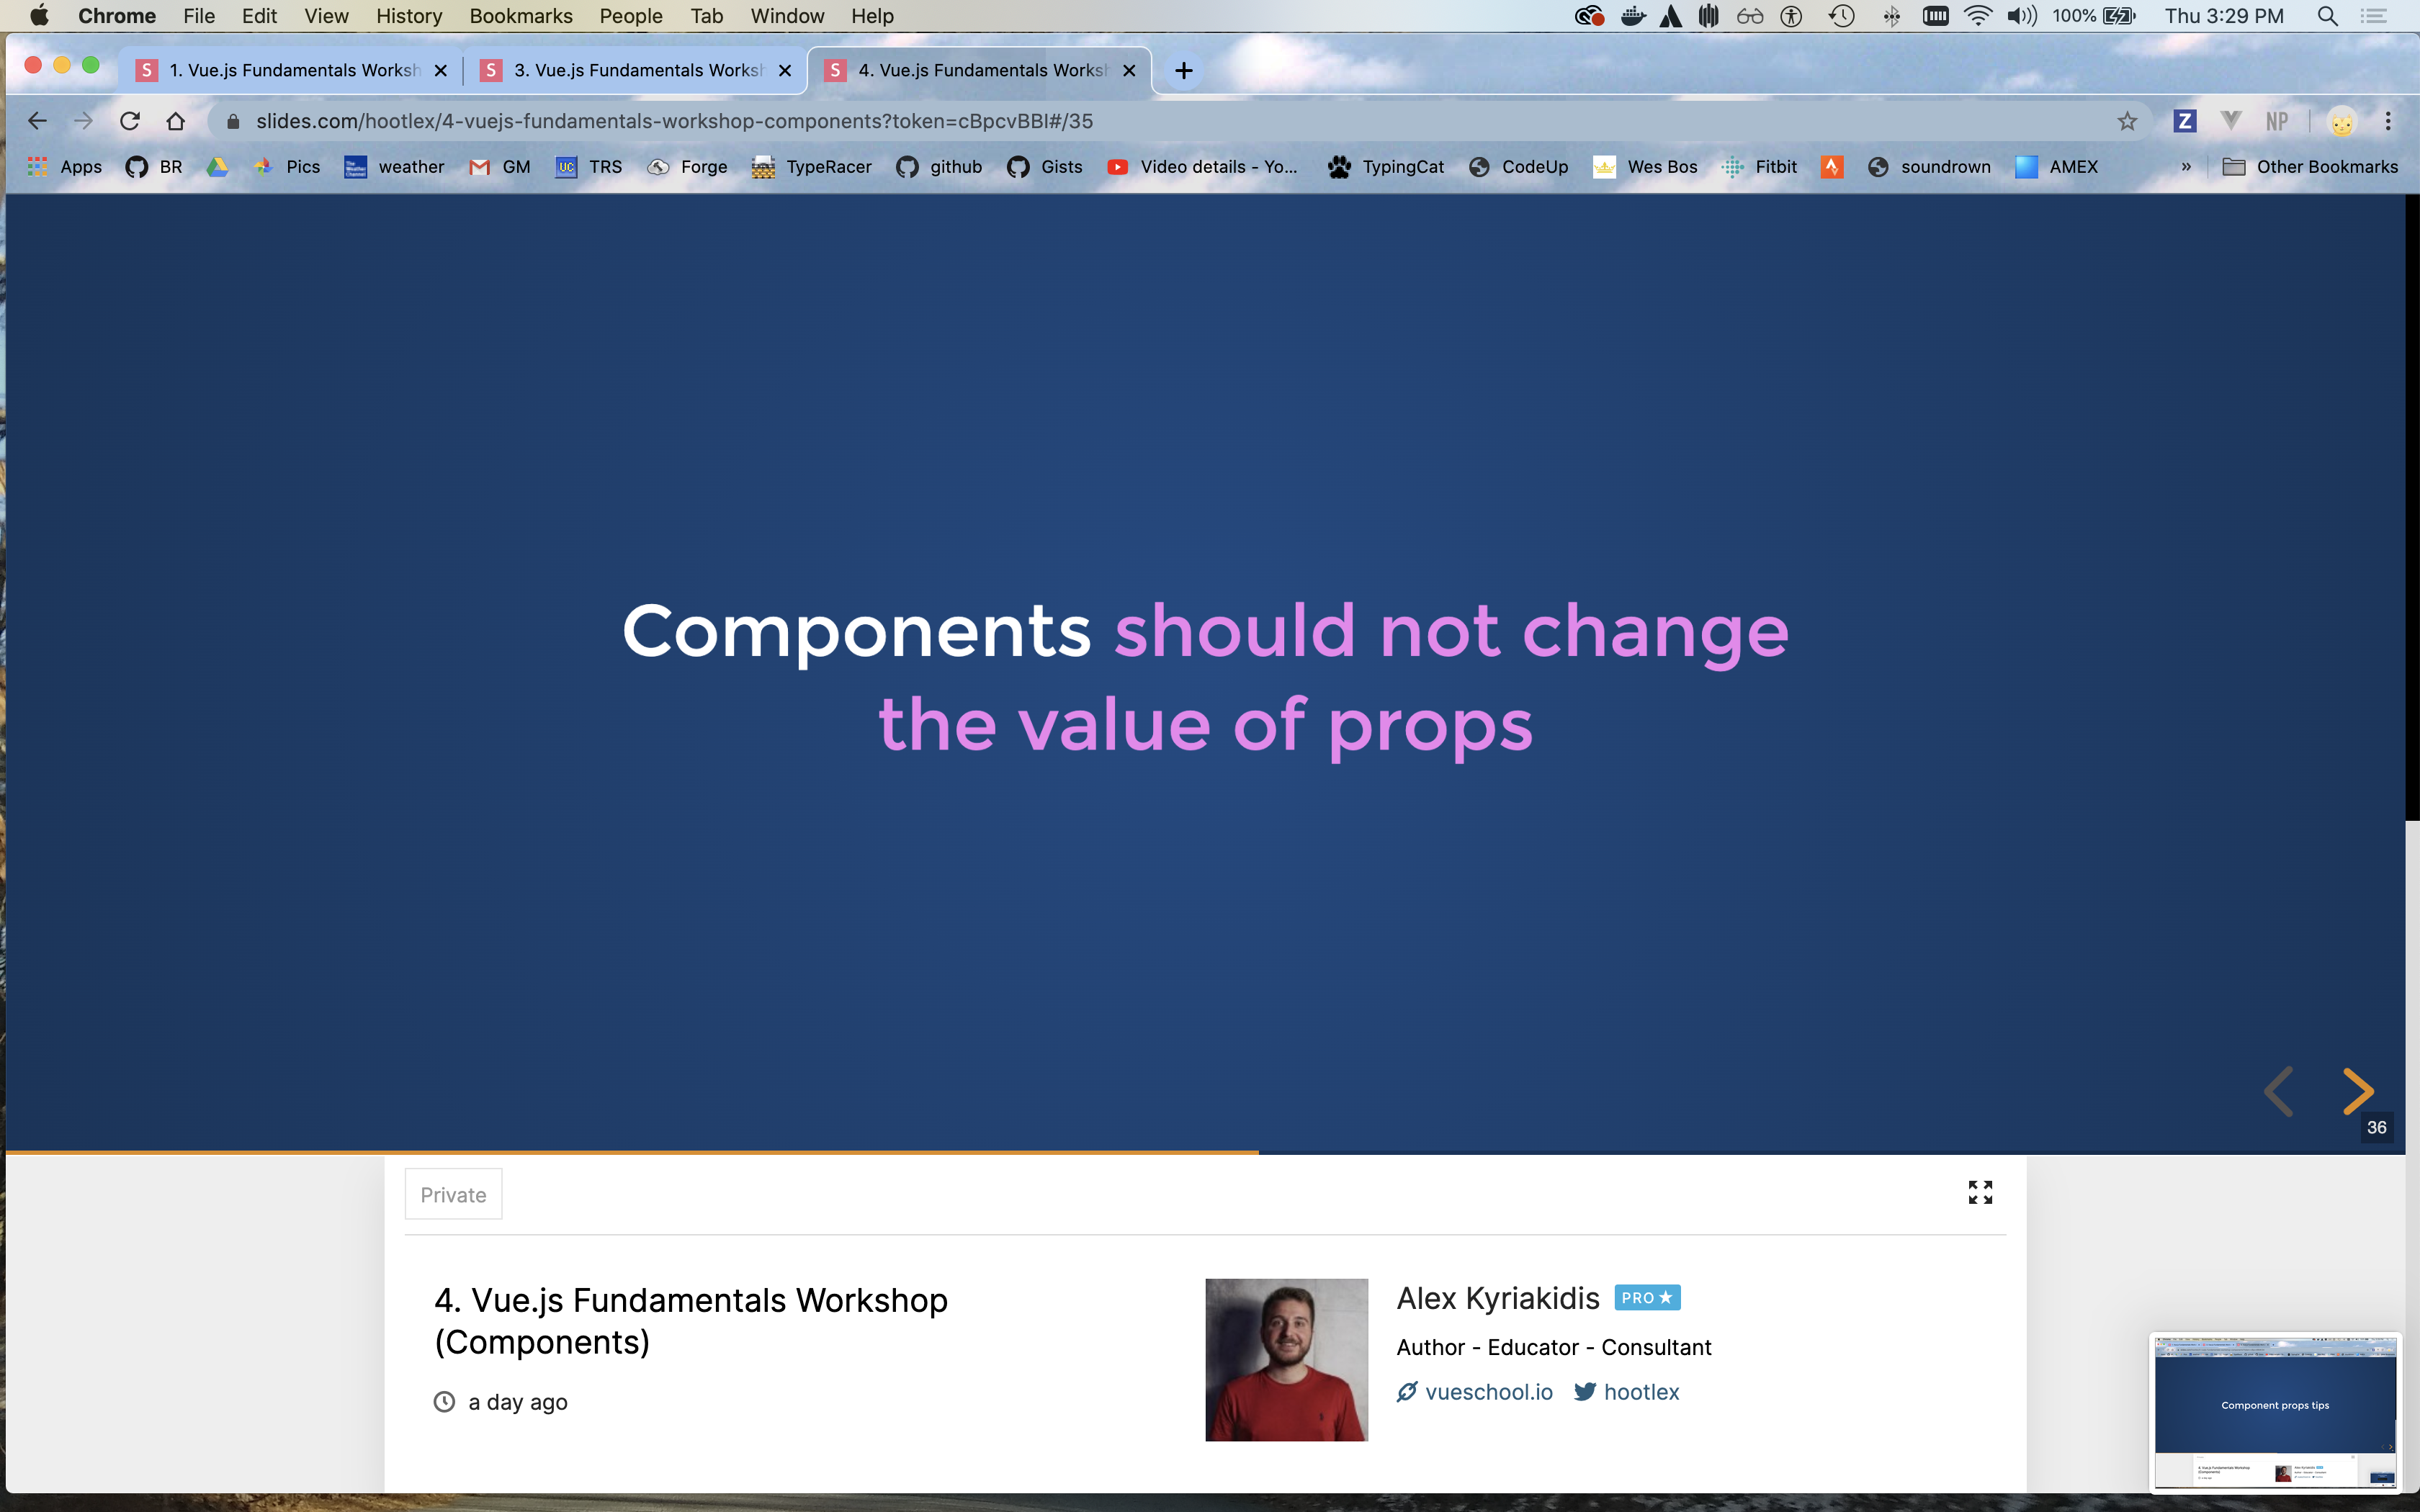 Chrome File Edit View History Bookmarks People Tab Window Help 100% Thu 3:29 PM
S 1. Vue.js Fundamentals Worksh S 3. Vue.js Fundamentals Worksh S 4. Vue.js Fundamentals Worksh
slides.com/hootlex/4-vuejs-fundamentals-workshop-components?token=cBpcvBBI#/35 Z NP
Apps BR Pics weather GM UC TRS Forge TypeRacer github Gists Video details - Yo... TypingCat CodeUp Wes Bos Fitbit soundrown AMEX » Other Bookmarks
Components should not change
the value of props
36
Private
4. Vue.js Fundamentals Workshop
(Components)
a day ago
Alex Kyriakidis PRO
Author - Educator - Consultant
vueschool.io hootlex
Component props tips